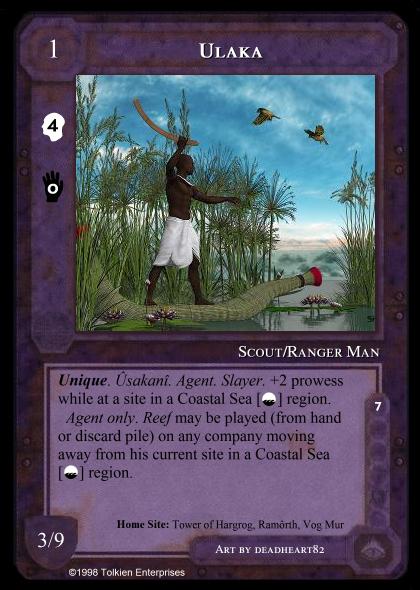 1
ULAKA
4
0
SCOUT/RANGER MAN
Unique. Ûsakanî. Agent. Slayer. +2 prowess
while at a site in a Coastal Sea [] region.
Agent only. Reef may be played (from hand
or discard pile) on any company moving
away from his current site in a Coastal Sea
[] region.
7
Home Site: Tower of Hargrog, Ramôrth, Vog Mur
3/9
ART BY DEADHEART82
©1998 Tolkien Enterprises